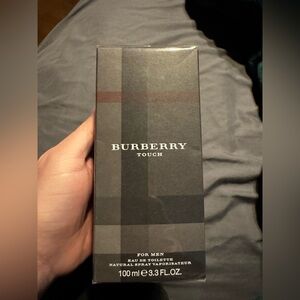 BURBERRY
TOUCH
FOR MEN
EAU DE TOILETTE
NATURAL SPRAY VAPORISATEUR
100 ml ℮ 3.3 FL.OZ.